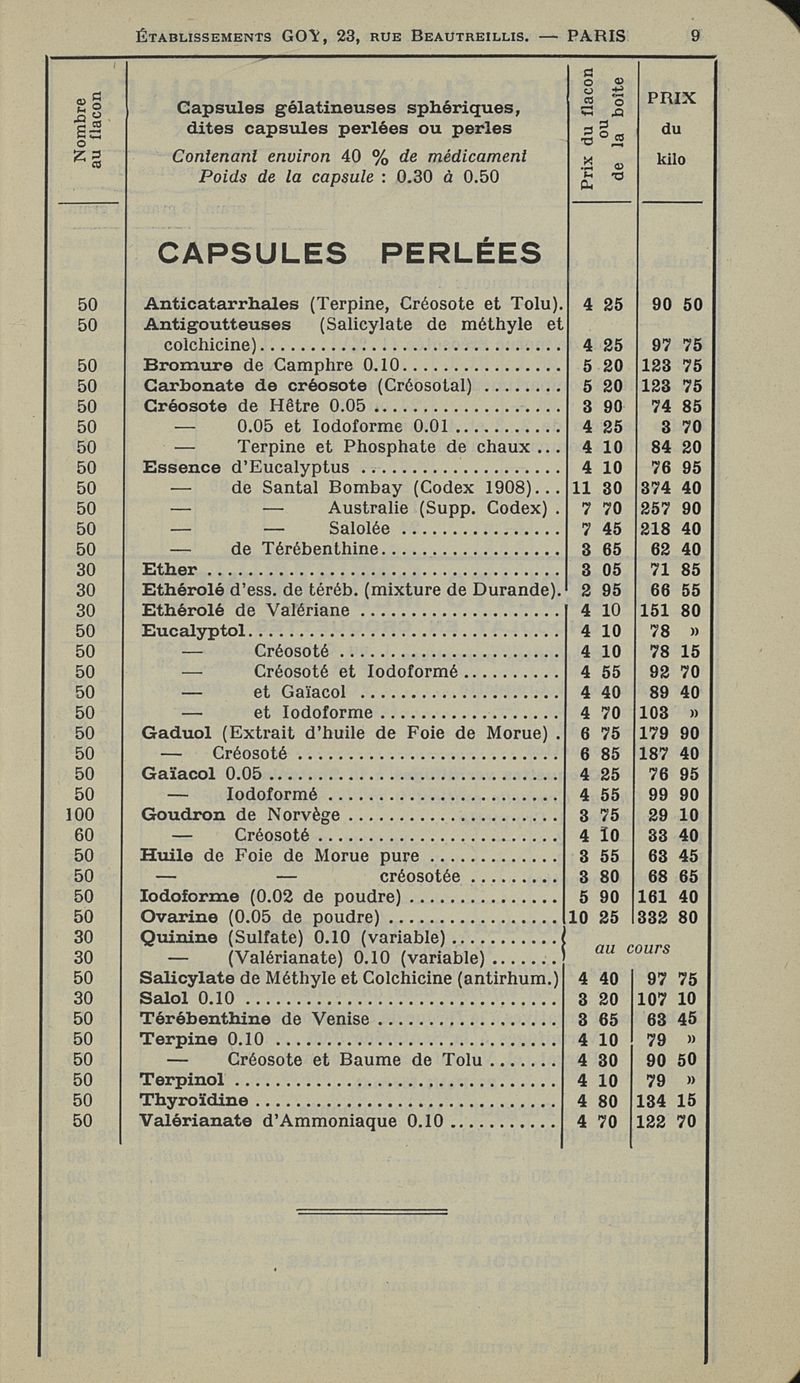 ÉTABLISSEMENTS GOY, 23, RUE BEAUTREILLIS. — PARIS 9
Nombre
au flacon
Capsules gélatineuses sphériques,
dites capsules perlées ou perles
Contenant environ 40 % de médicament
Poids de la capsule : 0.30 à 0.50
Prix du flacon
ou
de la boîte
PRIX
du
kilo
CAPSULES PERLÉES
50 Anticatarrhales (Terpine, Créosote et Tolu). 4 25 90 50
50 Antigoutteuses (Salicylate de méthyle et
colchicine) 4 25 97 75
50 Bromure de Camphre 0.10 5 20 123 75
50 Carbonate de créosote (Créosotal) 5 20 123 75
50 Créosote de Hêtre 0.05 3 90 74 85
50 — 0.05 et Iodoforme 0.01 4 25 3 70
50 — Terpine et Phosphate de chaux 4 10 84 20
50 Essence d'Eucalyptus 4 10 76 95
50 — de Santal Bombay (Codex 1908) 11 30 374 40
50 — — Australie (Supp. Codex) 7 70 257 90
50 — — Salolée 7 45 218 40
50 — de Térébenthine 3 65 62 40
30 Ether 3 05 71 85
30 Ethérolé d'ess. de téréb. (mixture de Durande). 2 95 66 55
30 Ethérolé de Valériane 4 10 151 80
50 Eucalyptol 4 10 78 »
50 — Créosoté 4 10 78 15
50 — Créosoté et Iodoformé 4 55 92 70
50 — et Gaïacol 4 40 89 40
50 — et Iodoforme 4 70 103 »
50 Gaduol (Extrait d'huile de Foie de Morue) 6 75 179 90
50 — Créosoté 6 85 187 40
50 Gaïacol 0.05 4 25 76 95
50 — Iodoformé 4 55 99 90
100 Goudron de Norvège 3 75 29 10
60 — Créosoté 4 10 33 40
50 Huile de Foie de Morue pure 3 55 63 45
50 — — créosotée 3 80 68 65
50 Iodoforme (0.02 de poudre) 5 90 161 40
50 Ovarine (0.05 de poudre) 10 25 332 80
30 Quinine (Sulfate) 0.10 (variable)
au cours
30 — (Valérianate) 0.10 (variable)
50 Salicylate de Méthyle et Colchicine (antirhum.) 4 40 97 75
30 Salol 0.10 3 20 107 10
50 Térébenthine de Venise 3 65 63 45
50 Terpine 0.10 4 10 79 »
50 — Créosote et Baume de Tolu 4 30 90 50
50 Terpinol 4 10 79 »
50 Thyroïdine 4 80 134 15
50 Valérianate d'Ammoniaque 0.10 4 70 122 70